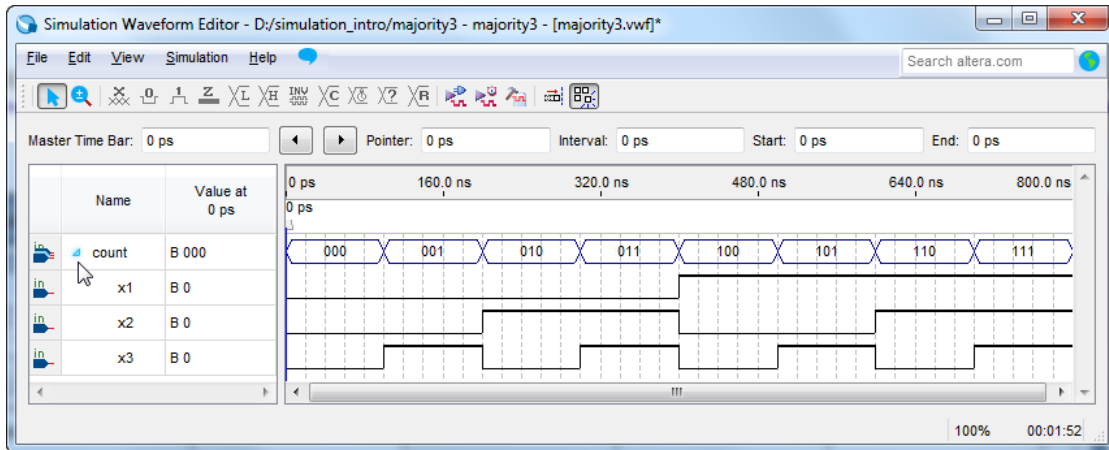 Simulation Waveform Editor - D:/simulation_intro/majority3 - majority3 - [majority3.vwf]*
File Edit View Simulation Help Search altera.com
Master Time Bar: 0 ps Pointer: 0 ps Interval: 0 ps Start: 0 ps End: 0 ps
Name Value at 0 ps 0 ps 160.0 ns 320.0 ns 480.0 ns 640.0 ns 800.0 ns
0 ps
in count B 000 000 001 010 011 100 101 110 111
in x1 B 0
in x2 B 0
in x3 B 0
100% 00:01:52